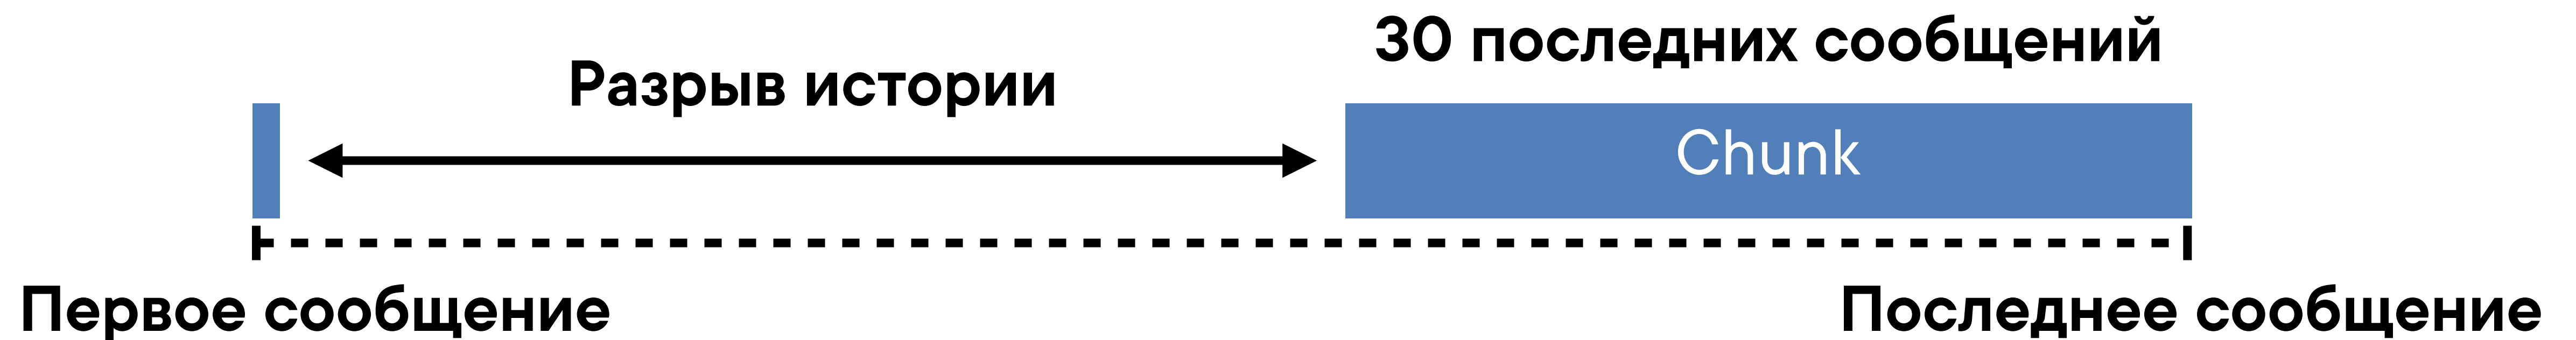 30 последних сообщений
Разрыв истории
Chunk
Первое сообщение
Последнее сообщение